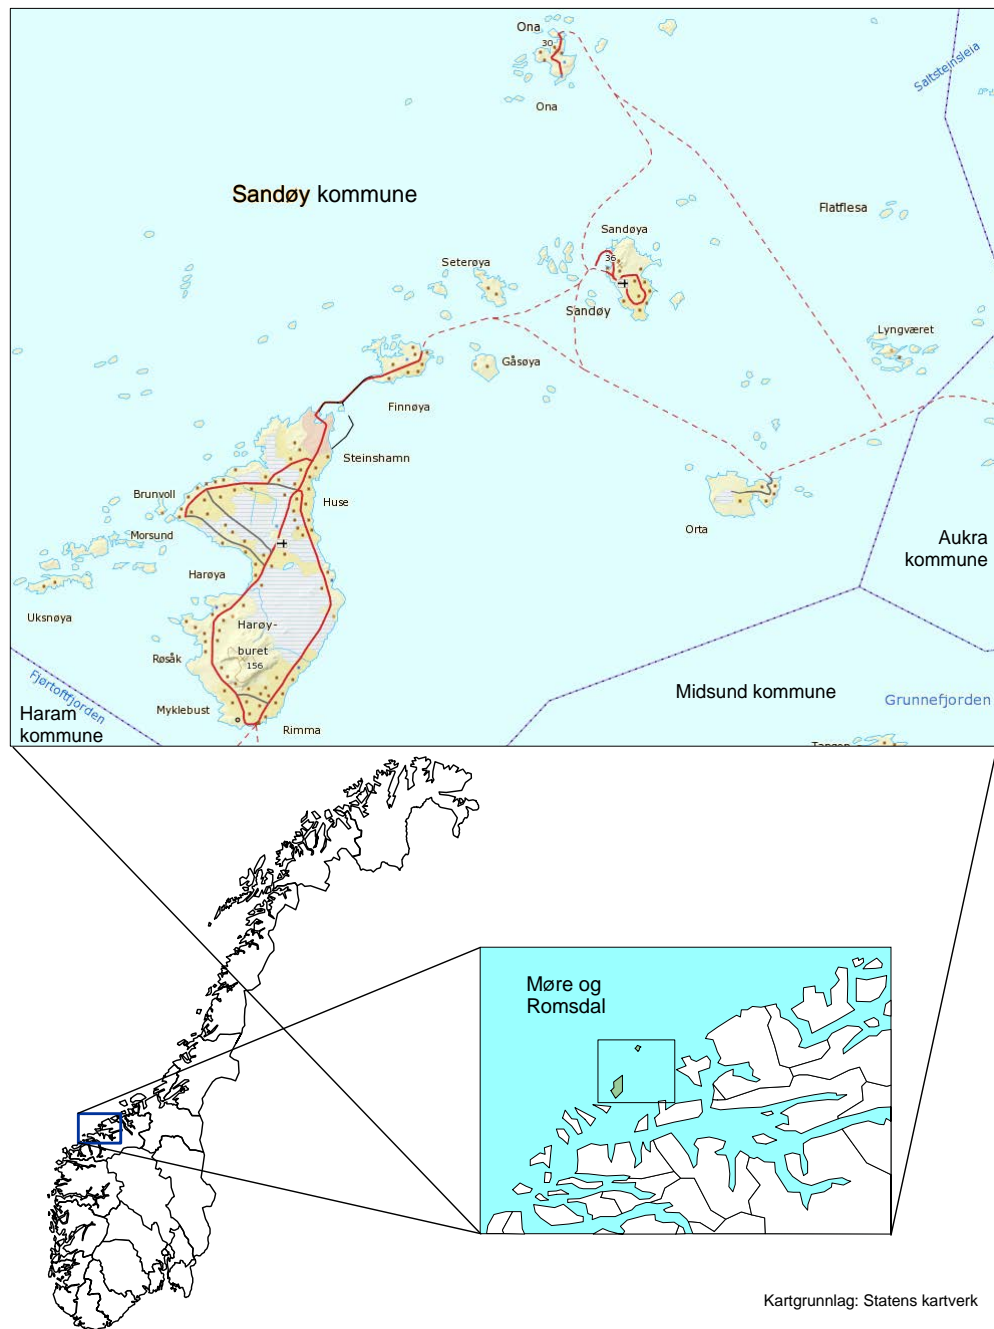 Ona
30
Ona
Saltsteinsleia
Sandøy kommune
Flatflesa
Sandøya
36
Seterøya
Sandøy
Lyngværet
Gåsøya
Finnøya
Steinshamn
Brunvoll
Huse
Morsund
Orta
Aukra
kommune
Harøya
Uksnøya
Harøy-
buret
156
Røsåk
Fjørtoftfjorden
Midsund kommune
Grunnefjorden
Myklebust
Haram
kommune
Rimma
Tangen
Møre og
Romsdal
Kartgrunnlag: Statens kartverk